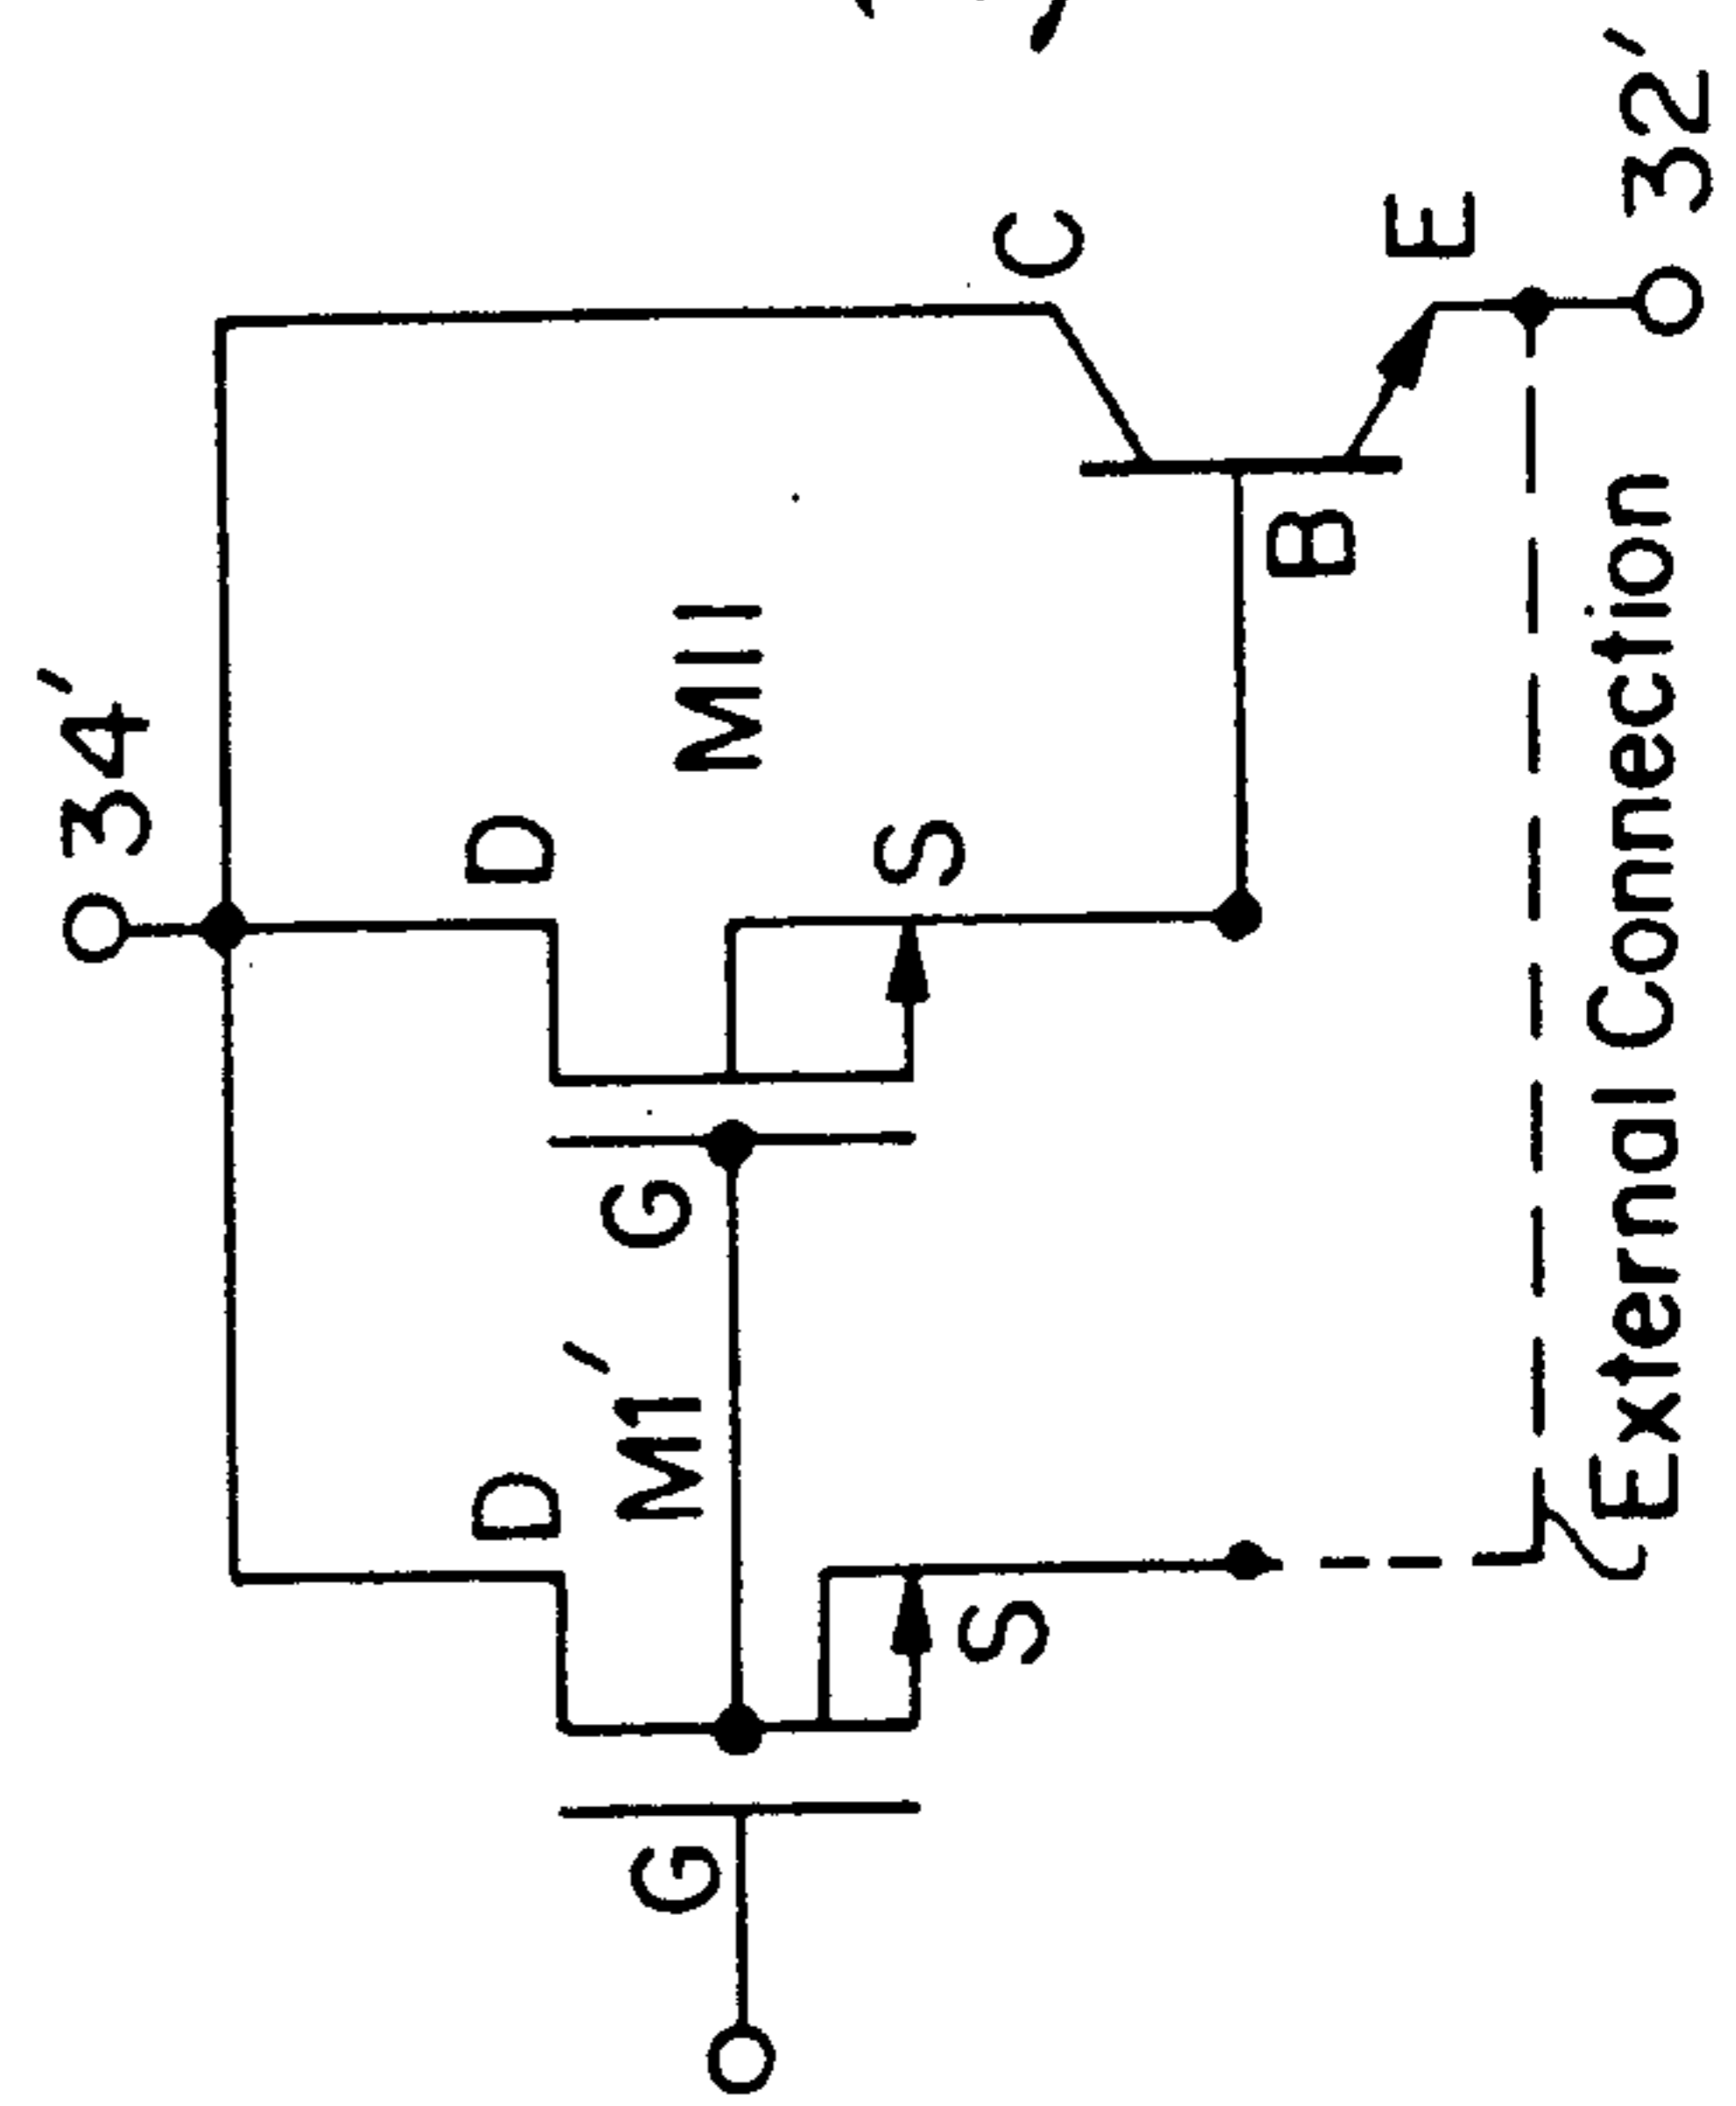 34'
D
D
G
M1'
G
MII
S
S
C
B
E
External Connection
32'